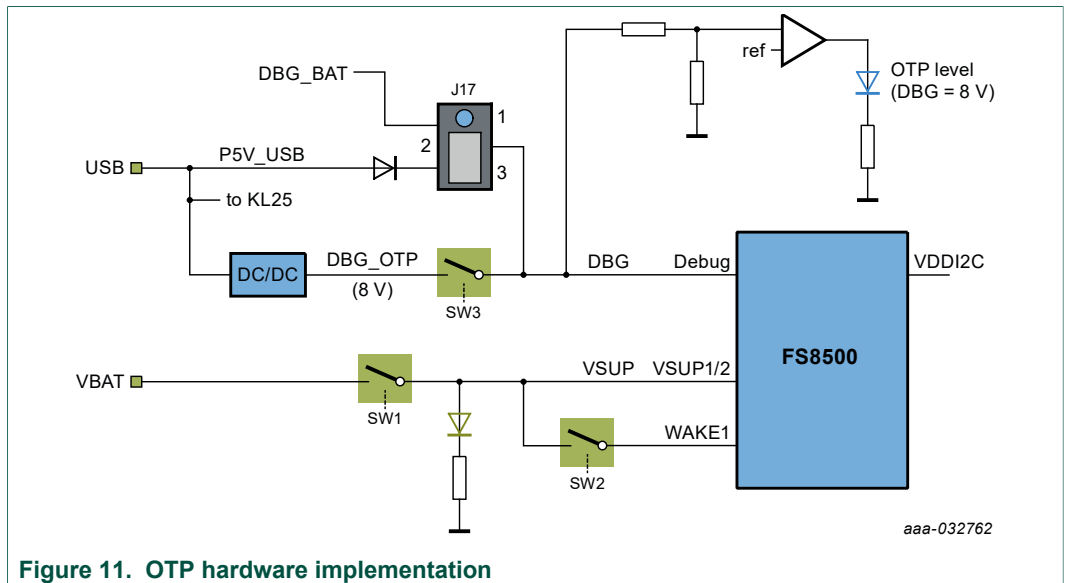 ref
OTP level
(DBG = 8 V)
DBG_BAT
J17
1
2
3
USB
P5V_USB
to KL25
DC/DC
DBG_OTP
(8 V)
SW3
DBG
Debug
VDDI2C
FS8500
VBAT
SW1
VSUP
VSUP1/2
SW2
WAKE1
aaa-032762
Figure 11. OTP hardware implementation